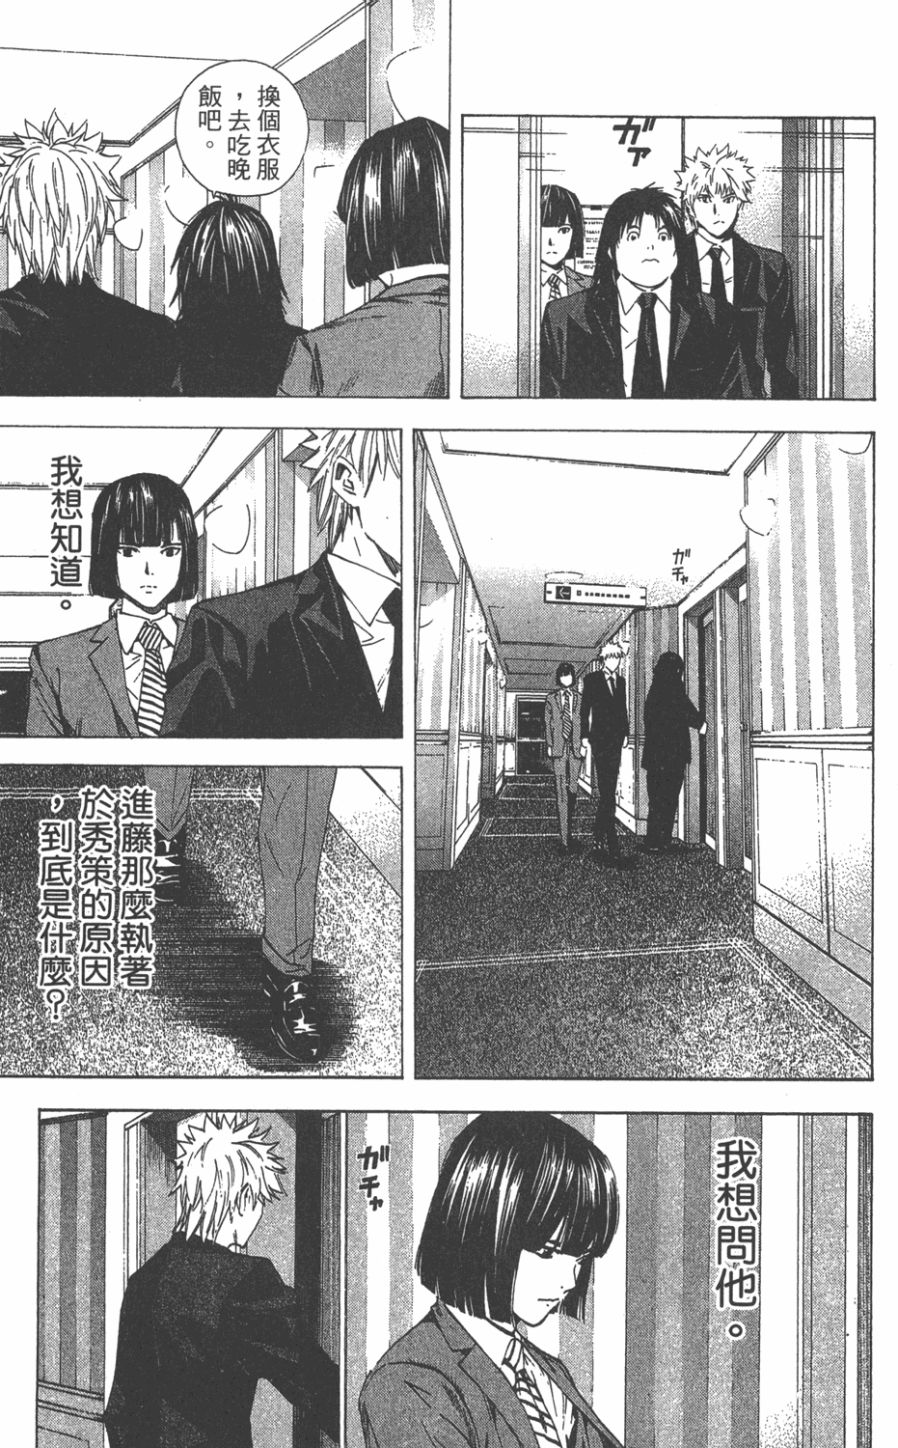 ガァ
換個衣服
，去吃晚
飯吧。
ガチャ
我想知道。
進藤那麼執著
於秀策的原因
，到底是什麼？
我想問他。
ガチャ